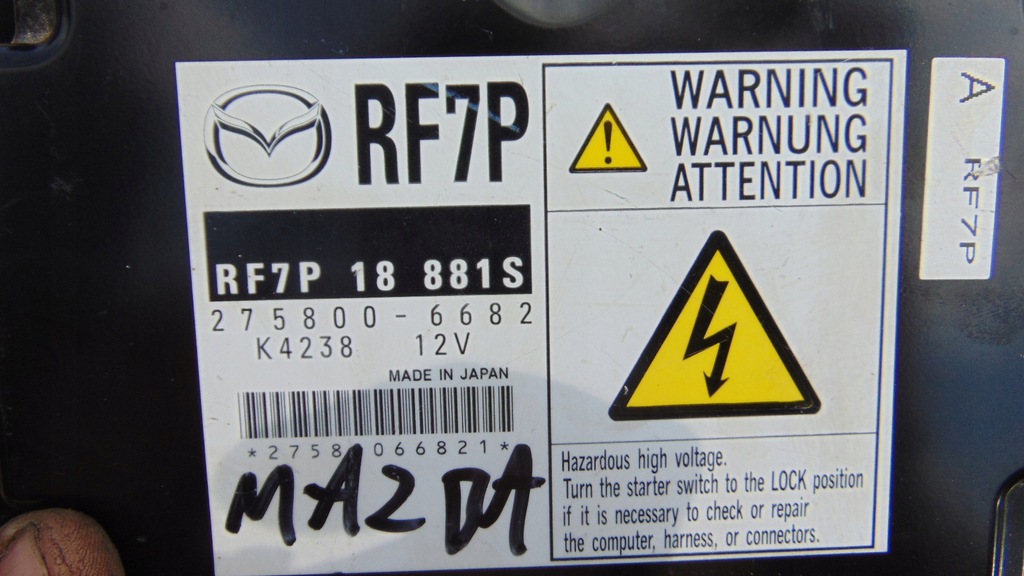 RF7P
RF7P 18 881S
275800-6682
K4238 12V
MADE IN JAPAN
MAZDA
WARNING
WARNUNG
ATTENTION
Hazardous high voltage.
Turn the starter switch to the LOCK position
if it is necessary to check or repair
the computer, harness, or connectors.
A RF7P